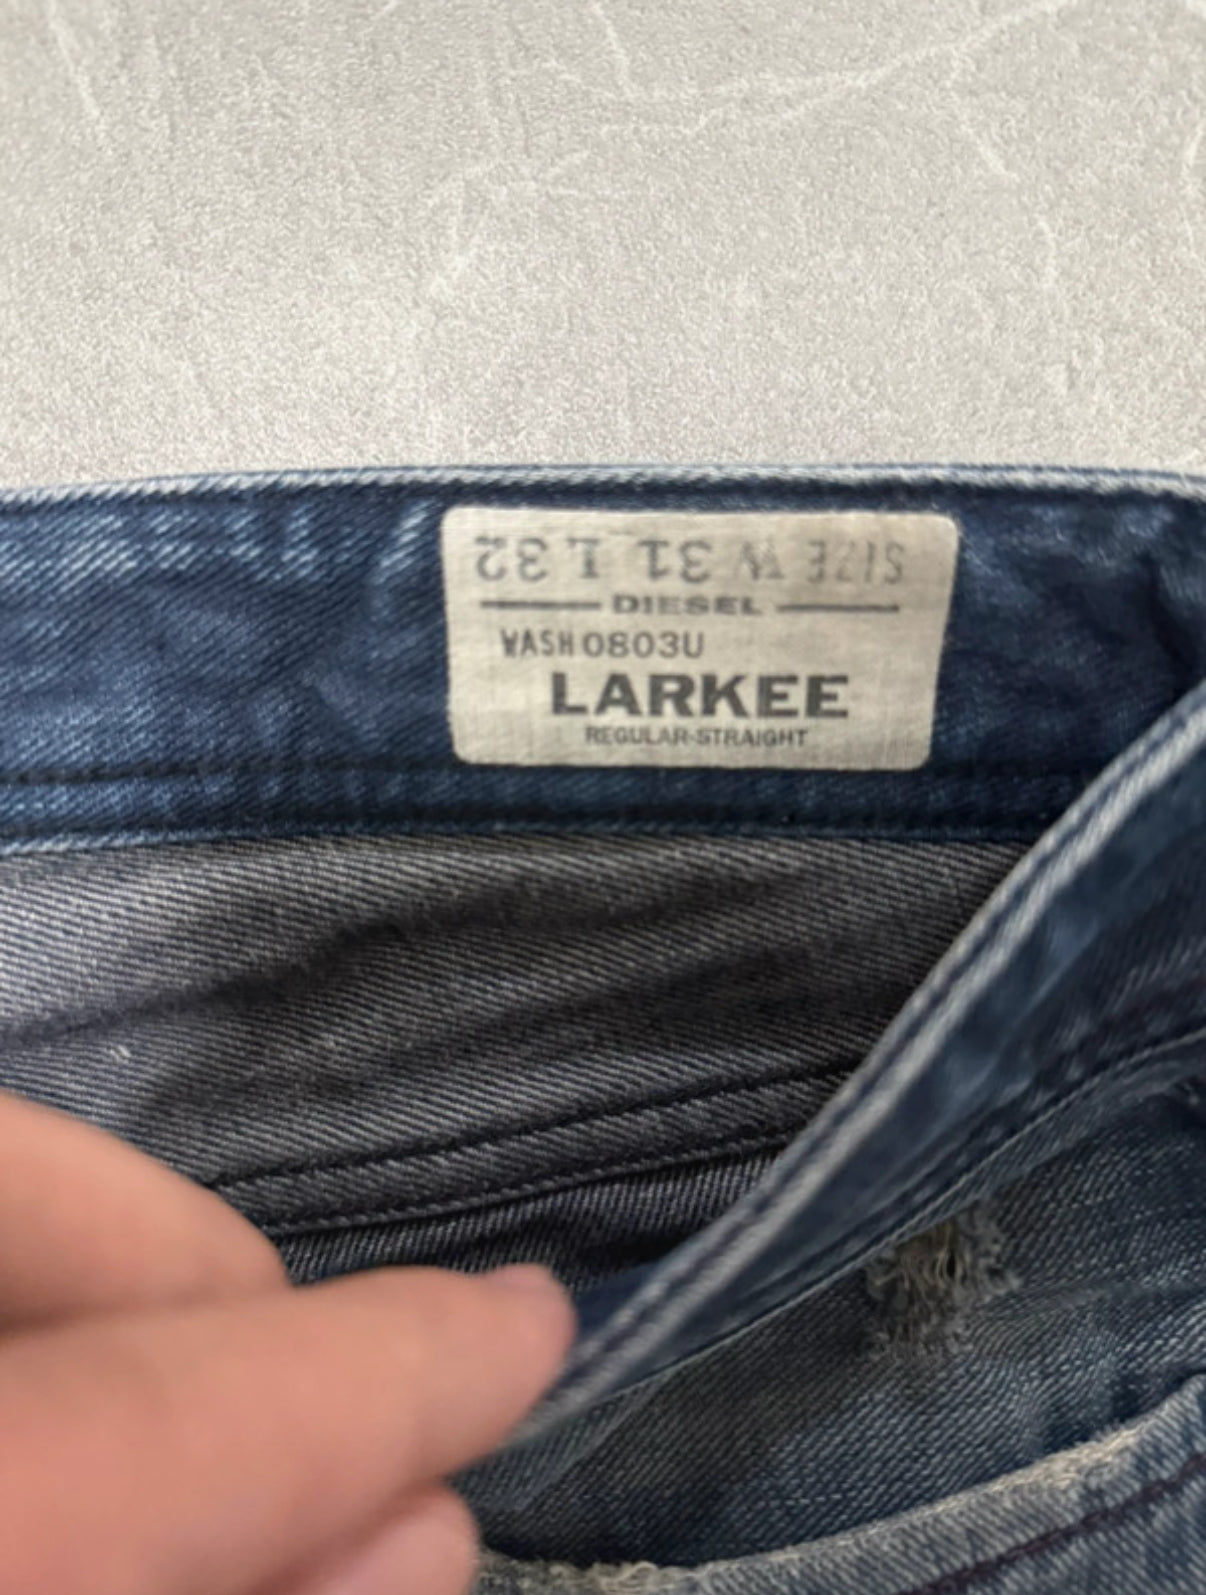 SIZE W 31 L 32
DIESEL
WASH 0803U
LARKEE
REGULAR-STRAIGHT